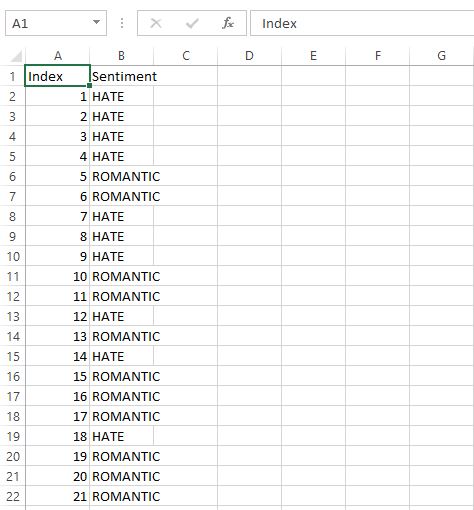 A1 fx Index
A B C D E F G
1 Index Sentiment
2 1 HATE
3 2 HATE
4 3 HATE
5 4 HATE
6 5 ROMANTIC
7 6 ROMANTIC
8 7 HATE
9 8 HATE
10 9 HATE
11 10 ROMANTIC
12 11 ROMANTIC
13 12 HATE
14 13 ROMANTIC
15 14 HATE
16 15 ROMANTIC
17 16 ROMANTIC
18 17 ROMANTIC
19 18 HATE
20 19 ROMANTIC
21 20 ROMANTIC
22 21 ROMANTIC